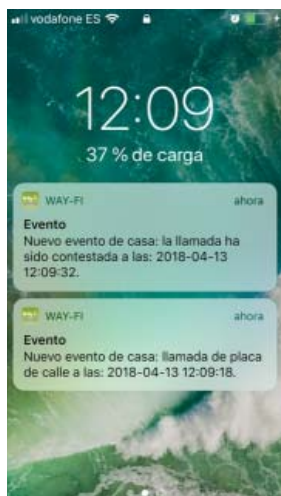 vodafone ES
12:09
37 % de carga
WAY-FI ahora
Evento
Nuevo evento de casa: la llamada ha
sido contestada a las: 2018-04-13
12:09:32.
WAY-FI ahora
Evento
Nuevo evento de casa: llamada de placa
de calle a las: 2018-04-13 12:09:18.